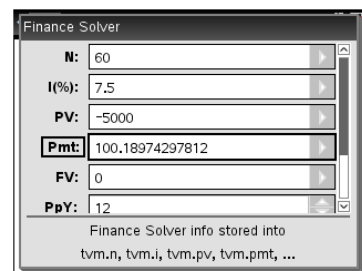 Finance Solver
N: 60
I(%): 7.5
PV: -5000
Pmt: 100.18974297812
FV: 0
PpY: 12
Finance Solver info stored into
tvm.n, tvm.i, tvm.pv, tvm.pmt, ...